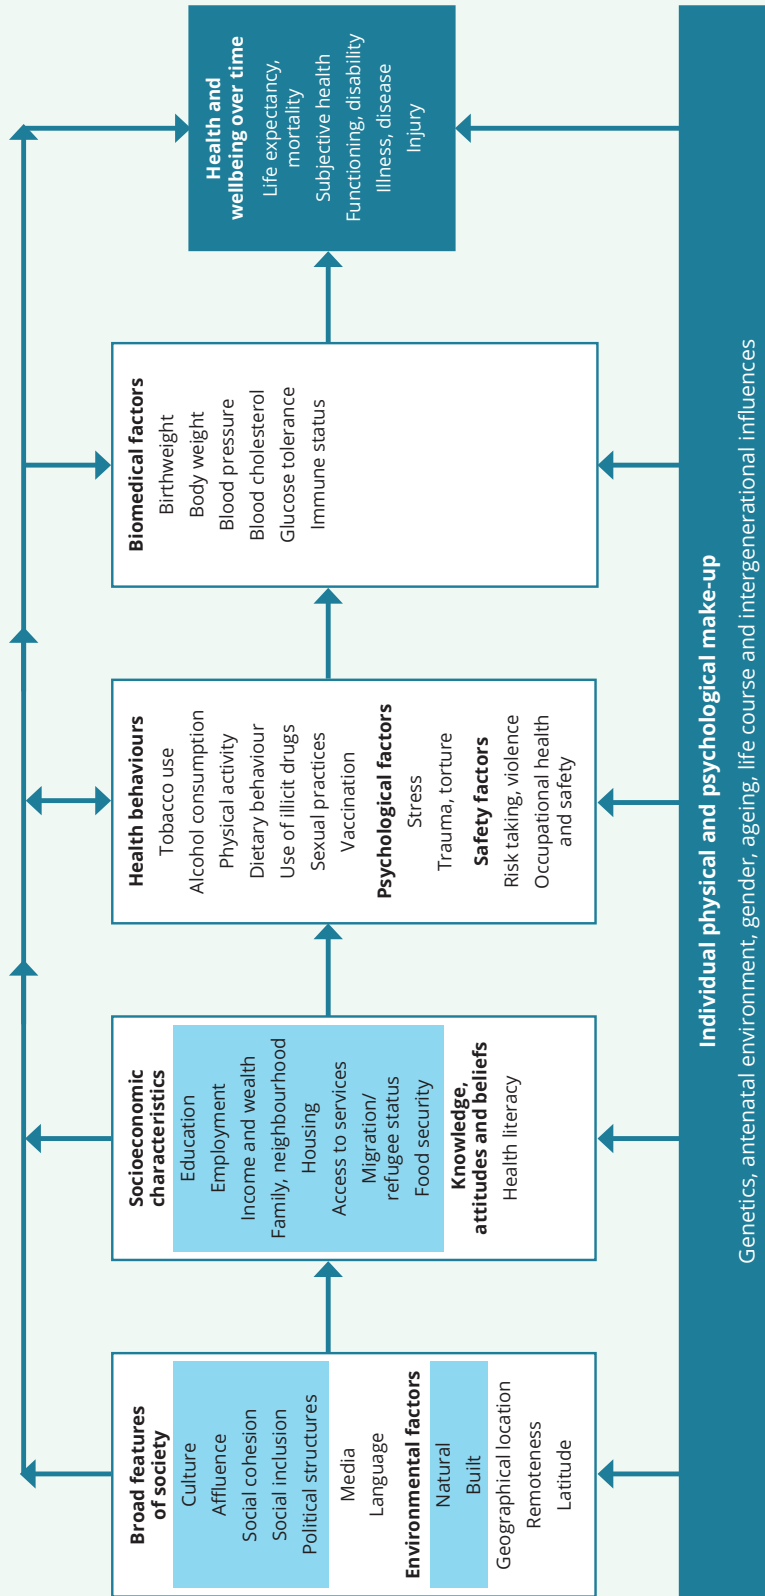 Broad features
of society
Culture
Affluence
Social cohesion
Social inclusion
Political structures
Media
Language
Environmental factors
Natural
Built
Geographical location
Remoteness
Latitude
Socioeconomic
characteristics
Education
Employment
Income and wealth
Family, neighbourhood
Housing
Access to services
Migration/
refugee status
Food security
Knowledge,
attitudes and beliefs
Health literacy
Health behaviours
Tobacco use
Alcohol consumption
Physical activity
Dietary behaviour
Use of illicit drugs
Sexual practices
Vaccination
Psychological factors
Stress
Trauma, torture
Safety factors
Risk taking, violence
Occupational health
and safety
Biomedical factors
Birthweight
Body weight
Blood pressure
Blood cholesterol
Glucose tolerance
Immune status
Health and
wellbeing over time
Life expectancy,
mortality
Subjective health
Functioning, disability
Illness, disease
Injury
Individual physical and psychological make-up
Genetics, antenatal environment, gender, ageing, life course and intergenerational influences